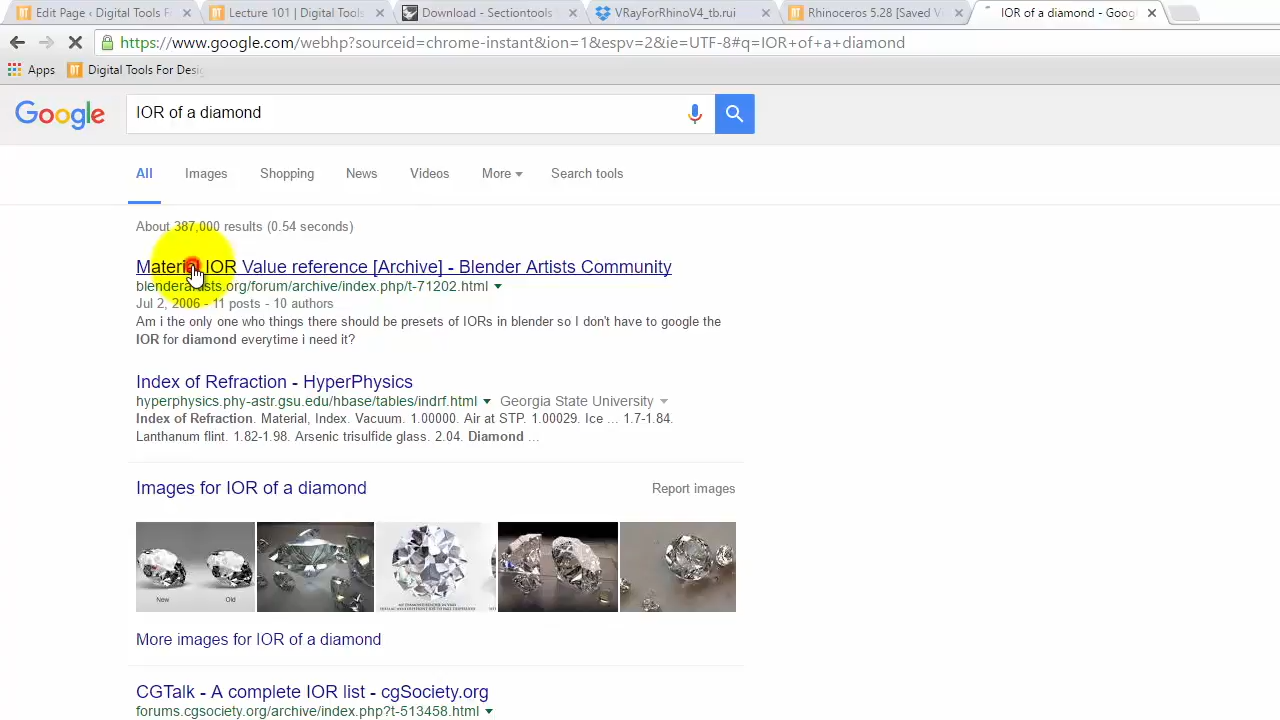 Edit Page ‹ Digital Tools F
Lecture 101 | Digital Tools
Download - Sectiontools
VRayForRhinoV4_tb.rui
Rhinoceros 5.28 [Saved V
IOR of a diamond - Goog
https://www.google.com/webhp?sourceid=chrome-instant&ion=1&espv=2&ie=UTF-8#q=IOR+of+a+diamond
Apps
Digital Tools For Desig
Google
IOR of a diamond
All
Images
Shopping
News
Videos
More
Search tools
About 387,000 results (0.54 seconds)
Material IOR Value reference [Archive] - Blender Artists Community
blenderartists.org/forum/archive/index.php/t-71202.html
Jul 2, 2006 - 11 posts - 10 authors
Am i the only one who things there should be presets of IORs in blender so I don't have to google the
IOR for diamond everytime i need it?
Index of Refraction - HyperPhysics
hyperphysics.phy-astr.gsu.edu/hbase/tables/indrf.html Georgia State University
Index of Refraction. Material, Index. Vacuum. 1.00000. Air at STP. 1.00029. Ice ... 1.7-1.84.
Lanthanum flint. 1.82-1.98. Arsenic trisulfide glass. 2.04. Diamond ...
Images for IOR of a diamond
Report images
New
Old
More images for IOR of a diamond
CGTalk - A complete IOR list - cgSociety.org
forums.cgsociety.org/archive/index.php?t-513458.html